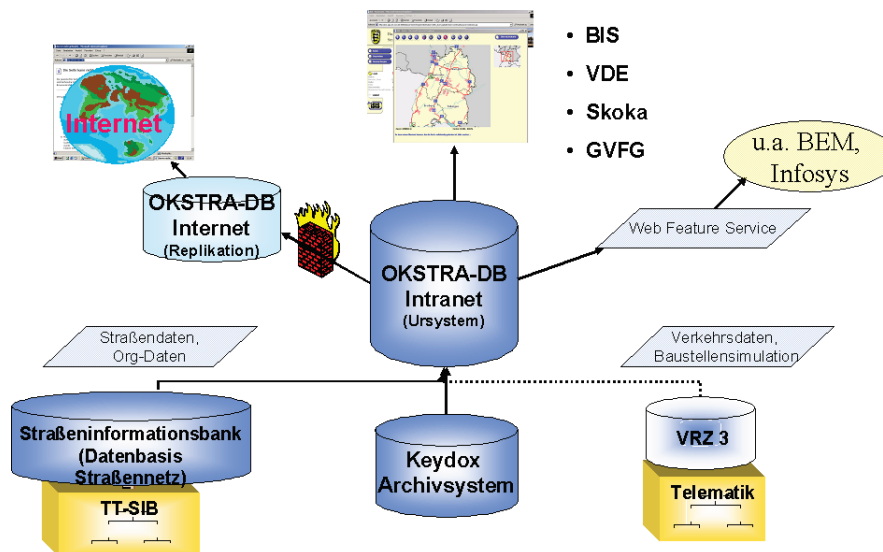 Internet
• BIS
• VDE
• Skoka
• GVFG
u.a. BEM,
Infosys
OKSTRA-DB
Internet
(Replikation)
Web Feature Service
OKSTRA-DB
Intranet
(Ursystem)
Straßendaten,
Org-Daten
Verkehrsdaten,
Baustellensimulation
Straßeninformationsbank
(Datenbasis
Straßennetz)
TT-SIB
Keydox
Archivsystem
VRZ 3
Telematik